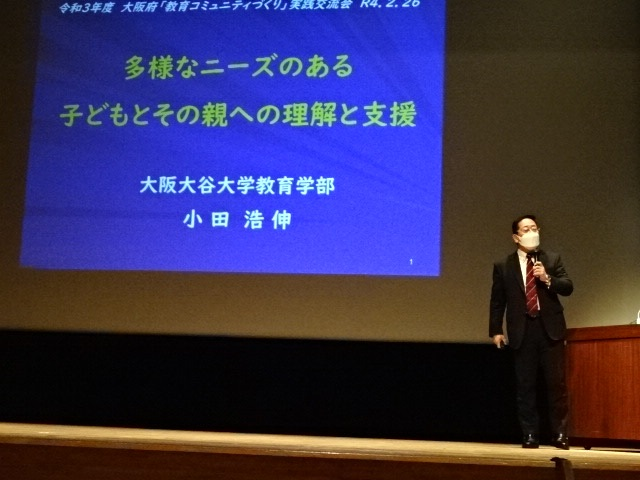 令和3年度 大阪府「教育コミュニティづくり」実践交流会 R4.2.26
多様なニーズのある
子どもとその親への理解と支援
大阪大谷大学教育学部
小田 浩伸
1